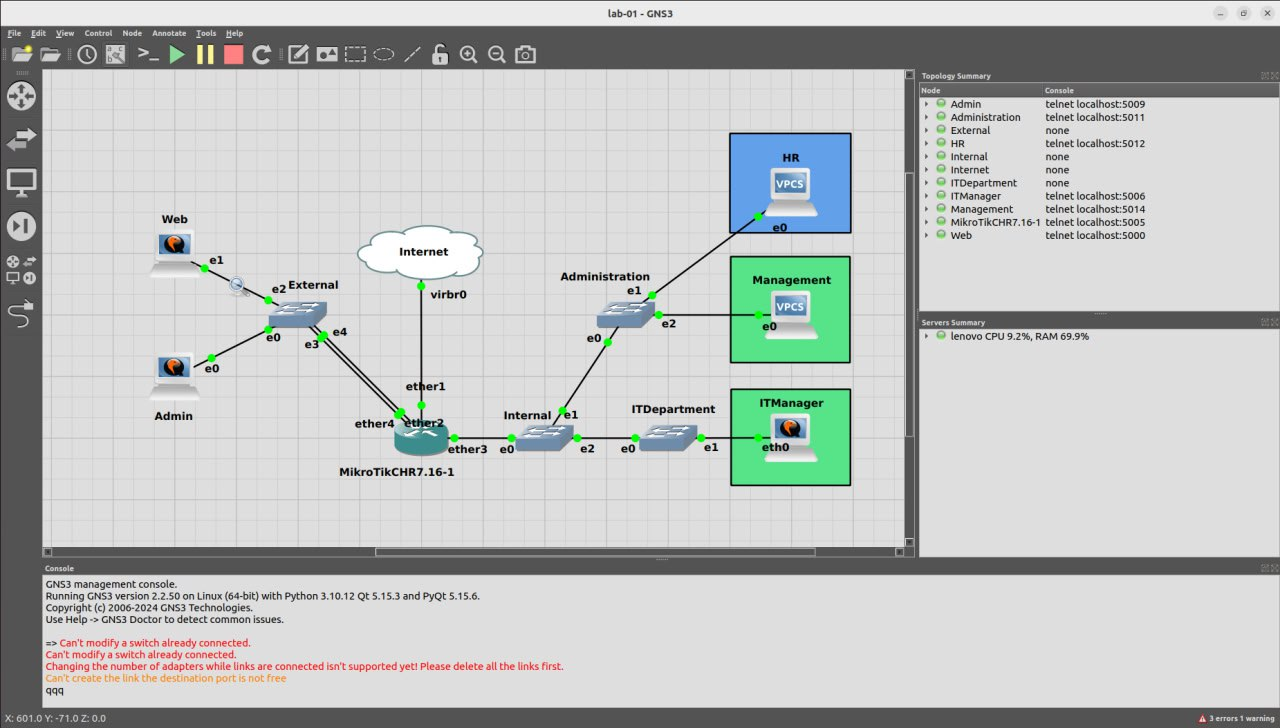 lab-01 - GNS3
File Edit View Control Node Annotate Tools Help
Topology Summary
Node Console
Admin telnet localhost:5009
Administration telnet localhost:5011
External none
HR telnet localhost:5012
Internal none
Internet none
ITDepartment none
ITManager telnet localhost:5006
Management telnet localhost:5014
MikroTikCHR7.16-1 telnet localhost:5005
Web telnet localhost:5000
Servers Summary
lenovo CPU 9.2%, RAM 69.9%
HR
VPCS
e0
Web
e1
e2 External
e0
e4
e3
e0
Admin
Internet
virbr0
ether1
ether4 ether2
ether3
MikroTikCHR7.16-1
Administration
e1
e2
e0
Management
VPCS
e0
Internal
e1
e0
e2
ITDepartment
e0
e1
ITManager
eth0
Console
GNS3 management console.
Running GNS3 version 2.2.50 on Linux (64-bit) with Python 3.10.12 Qt 5.15.3 and PyQt 5.15.6.
Copyright (c) 2006-2024 GNS3 Technologies.
Use Help -> GNS3 Doctor to detect common issues.
=> Can't modify a switch already connected.
Can't modify a switch already connected.
Changing the number of adapters while links are connected isn't supported yet! Please delete all the links first.
Can't create the link the destination port is not free
qqq
X: 601.0 Y: -71.0 Z: 0.0
3 errors 1 warning